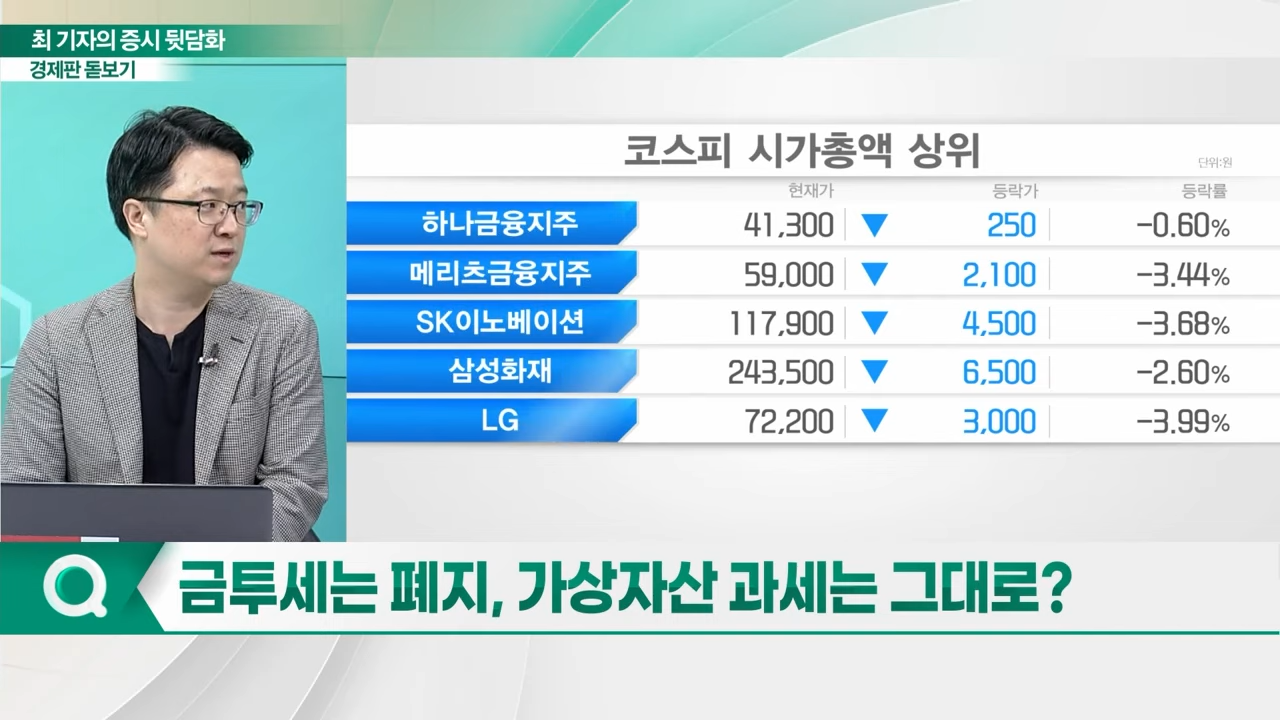 최 기자의 증시 뒷담화
경제판 돋보기
코스피 시가총액 상위
단위:원
현재가 등락가 등락률
하나금융지주 41,300 ▼ 250 -0.60%
메리츠금융지주 59,000 ▼ 2,100 -3.44%
SK이노베이션 117,900 ▼ 4,500 -3.68%
삼성화재 243,500 ▼ 6,500 -2.60%
LG 72,200 ▼ 3,000 -3.99%
금투세는 폐지, 가상자산 과세는 그대로?